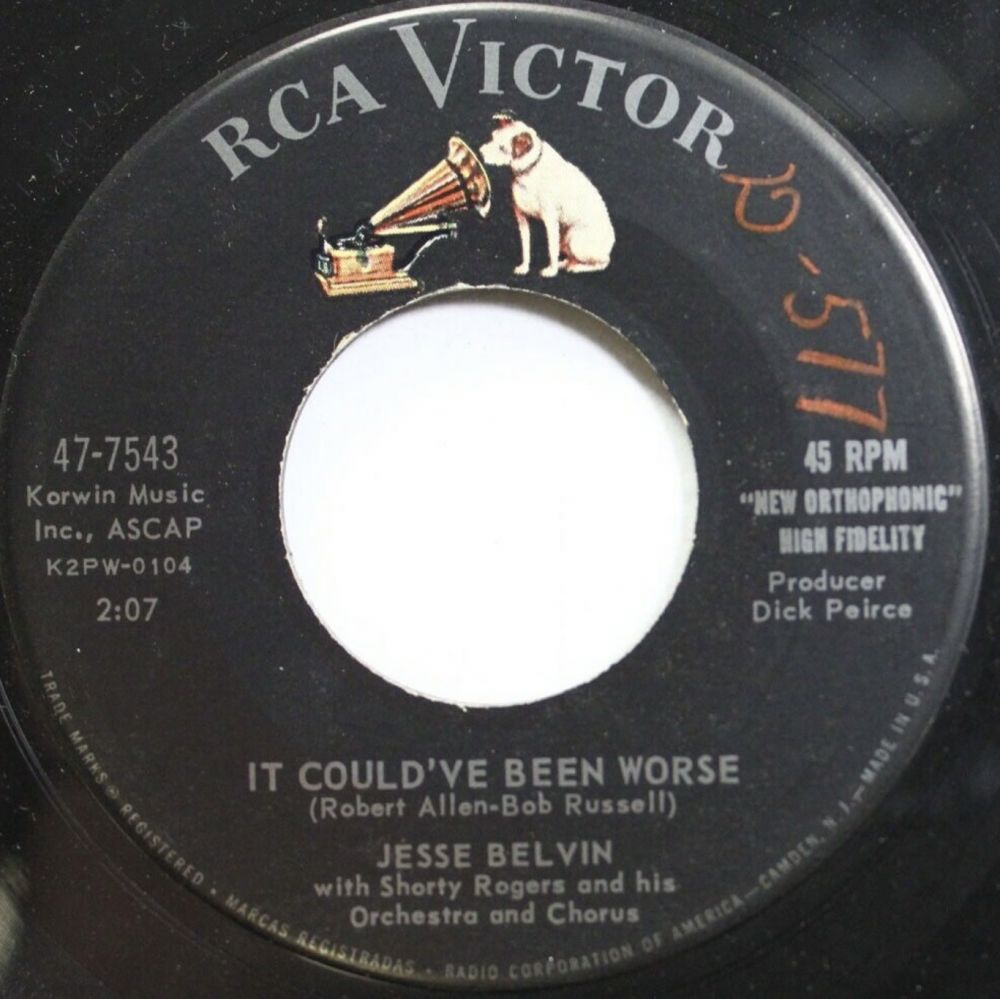 RCA VICTOR
D-577
47-7543
Korwin Music
Inc., ASCAP
K2PW-0104
2:07
45 RPM
“NEW ORTHOPHONIC”
HIGH FIDELITY
Producer
Dick Peirce
IT COULD'VE BEEN WORSE
(Robert Allen-Bob Russell)
JESSE BELVIN
with Shorty Rogers and his
Orchestra and Chorus
TRADE MARKS ® REGISTERED • MARCAS REGISTRADAS • RADIO CORPORATION OF AMERICA—CAMDEN, N. J.—MADE IN U. S. A.